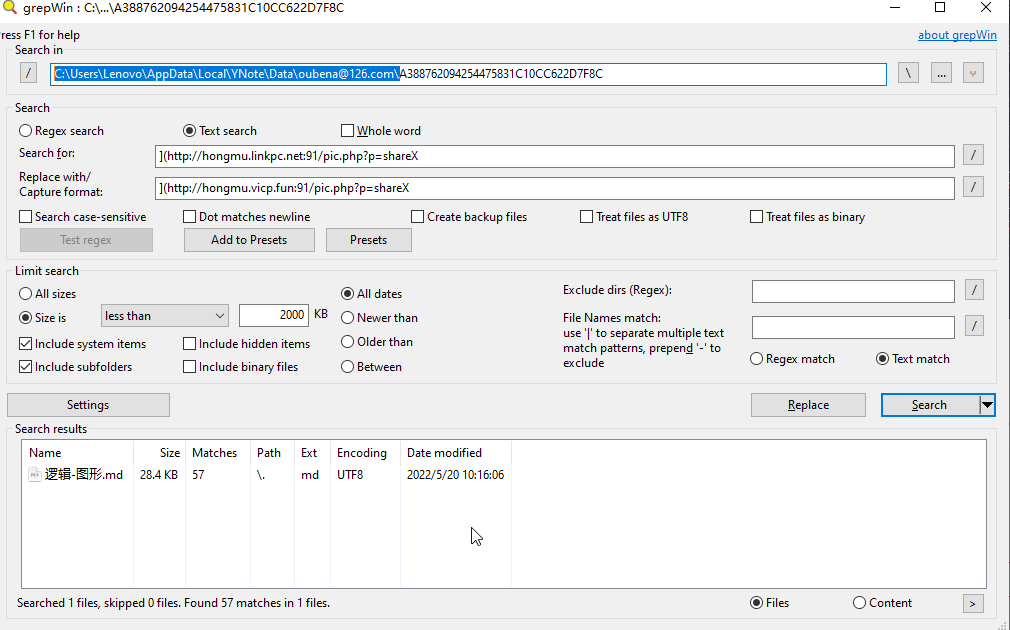 grepWin : C:\...\A388762094254475831C10CC622D7F8C
ress F1 for help
about grepWin
Search in
/
C:\Users\Lenovo\AppData\Local\YNote\Data\oubena@126.com\A388762094254475831C10CC622D7F8C
\
...
Search
Regex search
Text search
Whole word
Search for:
](http://hongmu.linkpc.net:91/pic.php?p=shareX
/
Replace with/
Capture format:
](http://hongmu.vicp.fun:91/pic.php?p=shareX
/
Search case-sensitive
Dot matches newline
Create backup files
Treat files as UTF8
Treat files as binary
Test regex
Add to Presets
Presets
Limit search
All sizes
Size is
less than
2000
KB
Include system items
Include hidden items
Include subfolders
Include binary files
All dates
Newer than
Older than
Between
Exclude dirs (Regex):
/
File Names match:
use '|' to separate multiple text
match patterns, prepend '-' to
exclude
/
Regex match
Text match
Settings
Replace
Search
Search results
Name Size Matches Path Ext Encoding Date modified
逻辑-图形.md 28.4 KB 57 \. md UTF8 2022/5/20 10:16:06
Searched 1 files, skipped 0 files. Found 57 matches in 1 files.
Files
Content
>